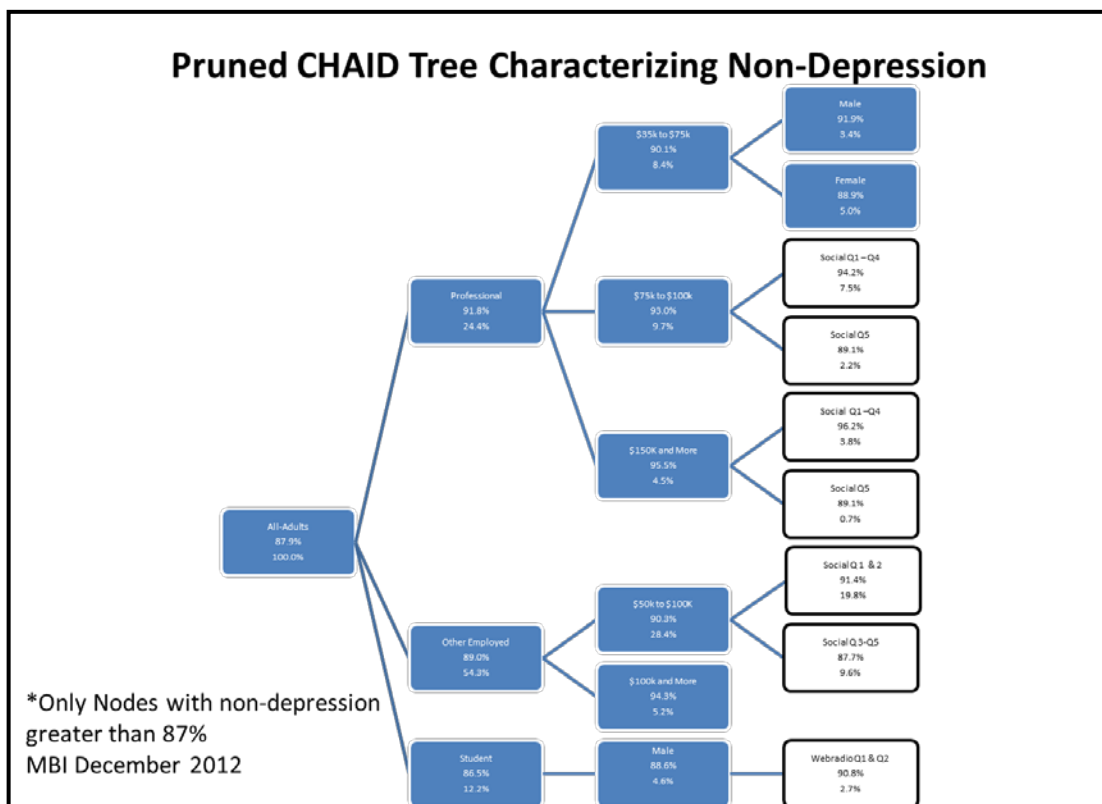 Pruned CHAID Tree Characterizing Non-Depression
All-Adults
87.9%
100.0%
Professional
91.8%
24.4%
$35k to $75k
90.1%
8.4%
Male
91.9%
3.4%
Female
88.9%
5.0%
$75k to $100k
93.0%
9.7%
Social Q1 – Q4
94.2%
7.5%
Social Q5
89.1%
2.2%
$150K and More
95.5%
4.5%
Social Q1 – Q4
96.2%
3.8%
Social Q5
89.1%
0.7%
Other Employed
89.0%
54.3%
$50k to $100K
90.3%
28.4%
Social Q 1 & 2
91.4%
19.8%
Social Q 3-Q5
87.7%
9.6%
$100k and More
94.3%
5.2%
Student
86.5%
12.2%
Male
88.6%
4.6%
Webradio Q1 & Q2
90.8%
2.7%
*Only Nodes with non-depression
greater than 87%
MBI December 2012